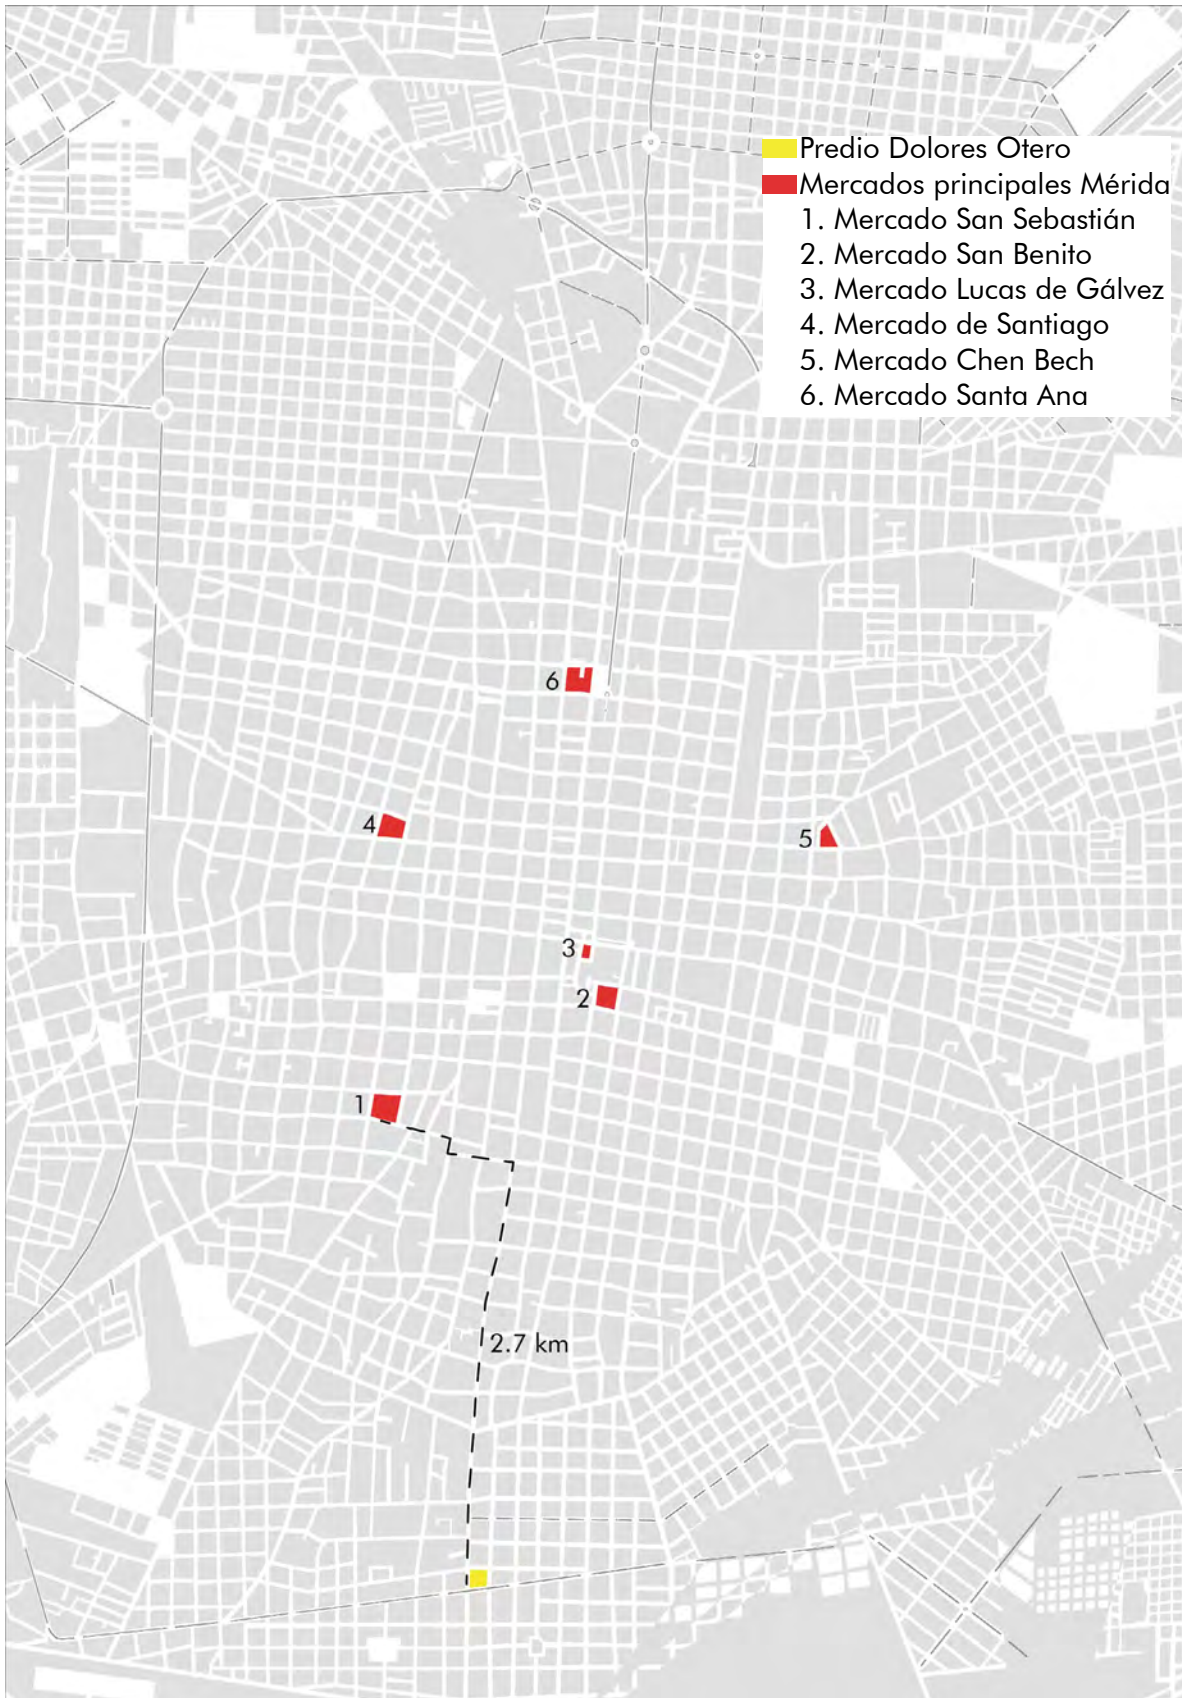 Predio Dolores Otero
Mercados principales Mérida
1. Mercado San Sebastián
2. Mercado San Benito
3. Mercado Lucas de Gálvez
4. Mercado de Santiago
5. Mercado Chen Bech
6. Mercado Santa Ana
6
4
5
3
2
1
2.7 km